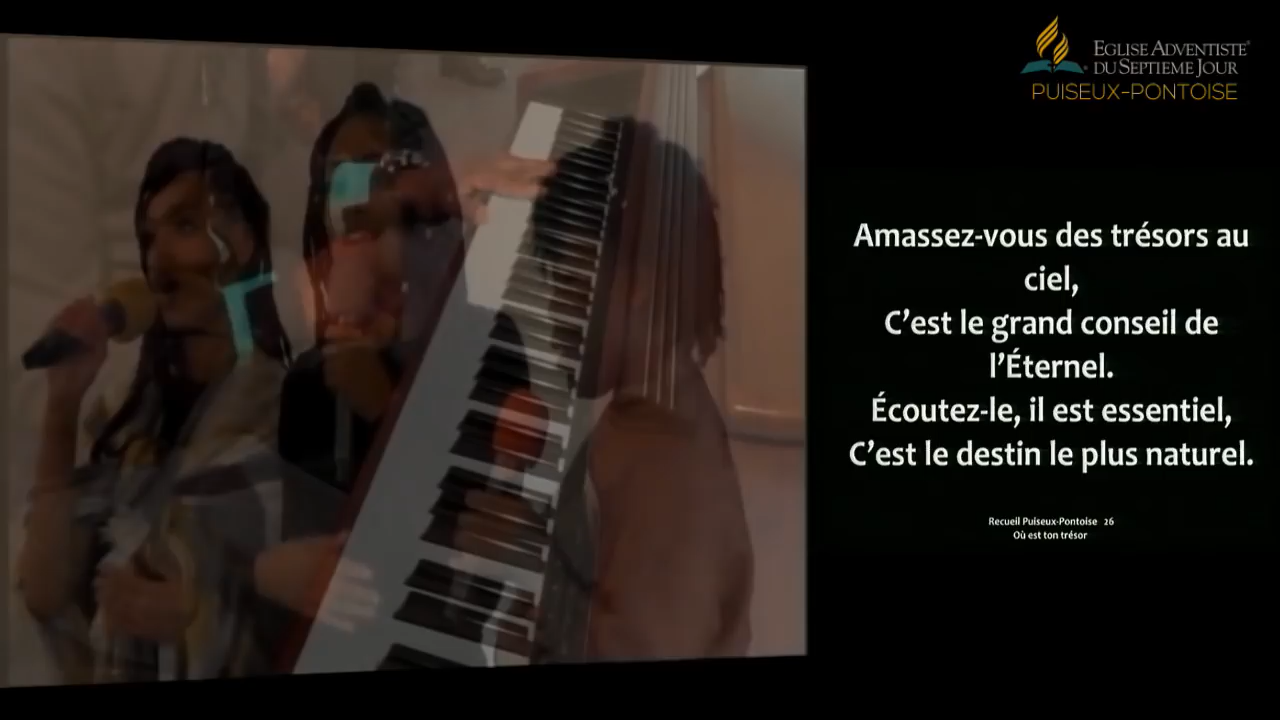 EGLISE ADVENTISTE®
DU SEPTIEME JOUR
PUISEUX-PONTOISE
Amassez-vous des trésors au
ciel,
C’est le grand conseil de
l’Éternel.
Écoutez-le, il est essentiel,
C’est le destin le plus naturel.
Recueil Puiseux-Pontoise 26
Où est ton trésor